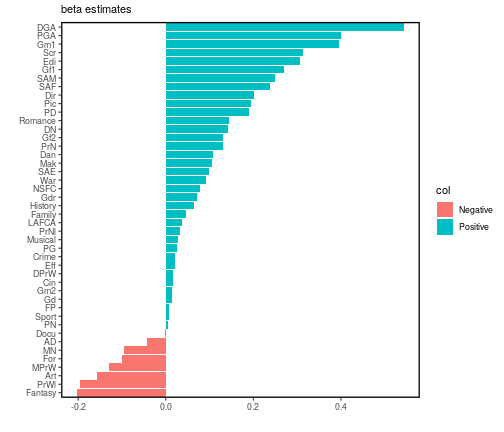 beta estimates
DGA
PGA
Gm1
Scr
Edi
Gf1
SAM
SAF
Dir
Pic
PD
Romance
DN
Gf2
PrN
Dan
Mak
SAE
War
NSFC
Gdr
History
Family
LAFCA
PrNl
Musical
PG
Crime
Eff
DPrW
Cin
Gm2
Gd
FP
Sport
PN
Docu
AD
MN
For
MPrW
Art
PrWl
Fantasy
-0.2 0.0 0.2 0.4
col
Negative
Positive